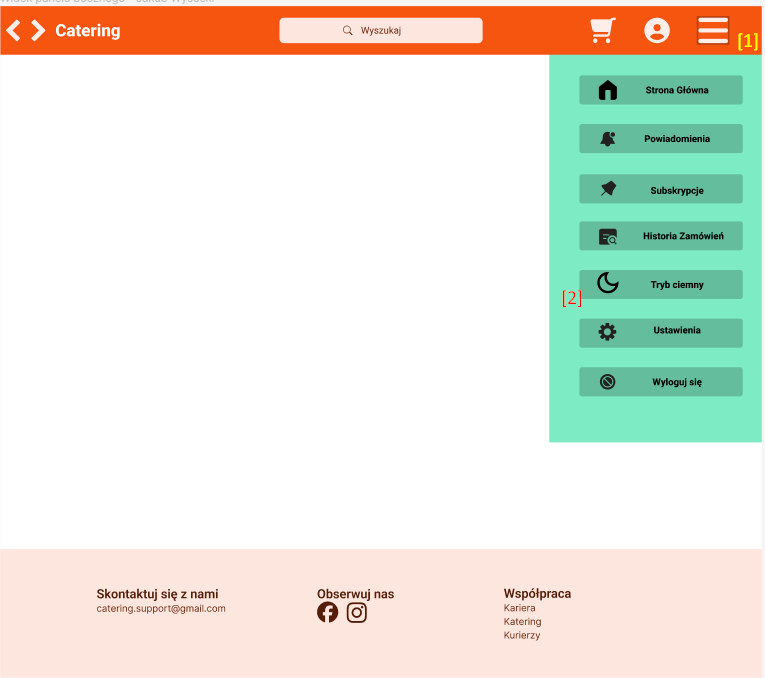 Catering
Wyszukaj
[1]
Strona Główna
Powiadomienia
Subskrypcje
Historia Zamówień
Tryb ciemny
[2]
Ustawienia
Wyloguj się
Skontaktuj się z nami
catering.support@gmail.com
Obserwuj nas
Współpraca
Kariera
Katering
Kurierzy